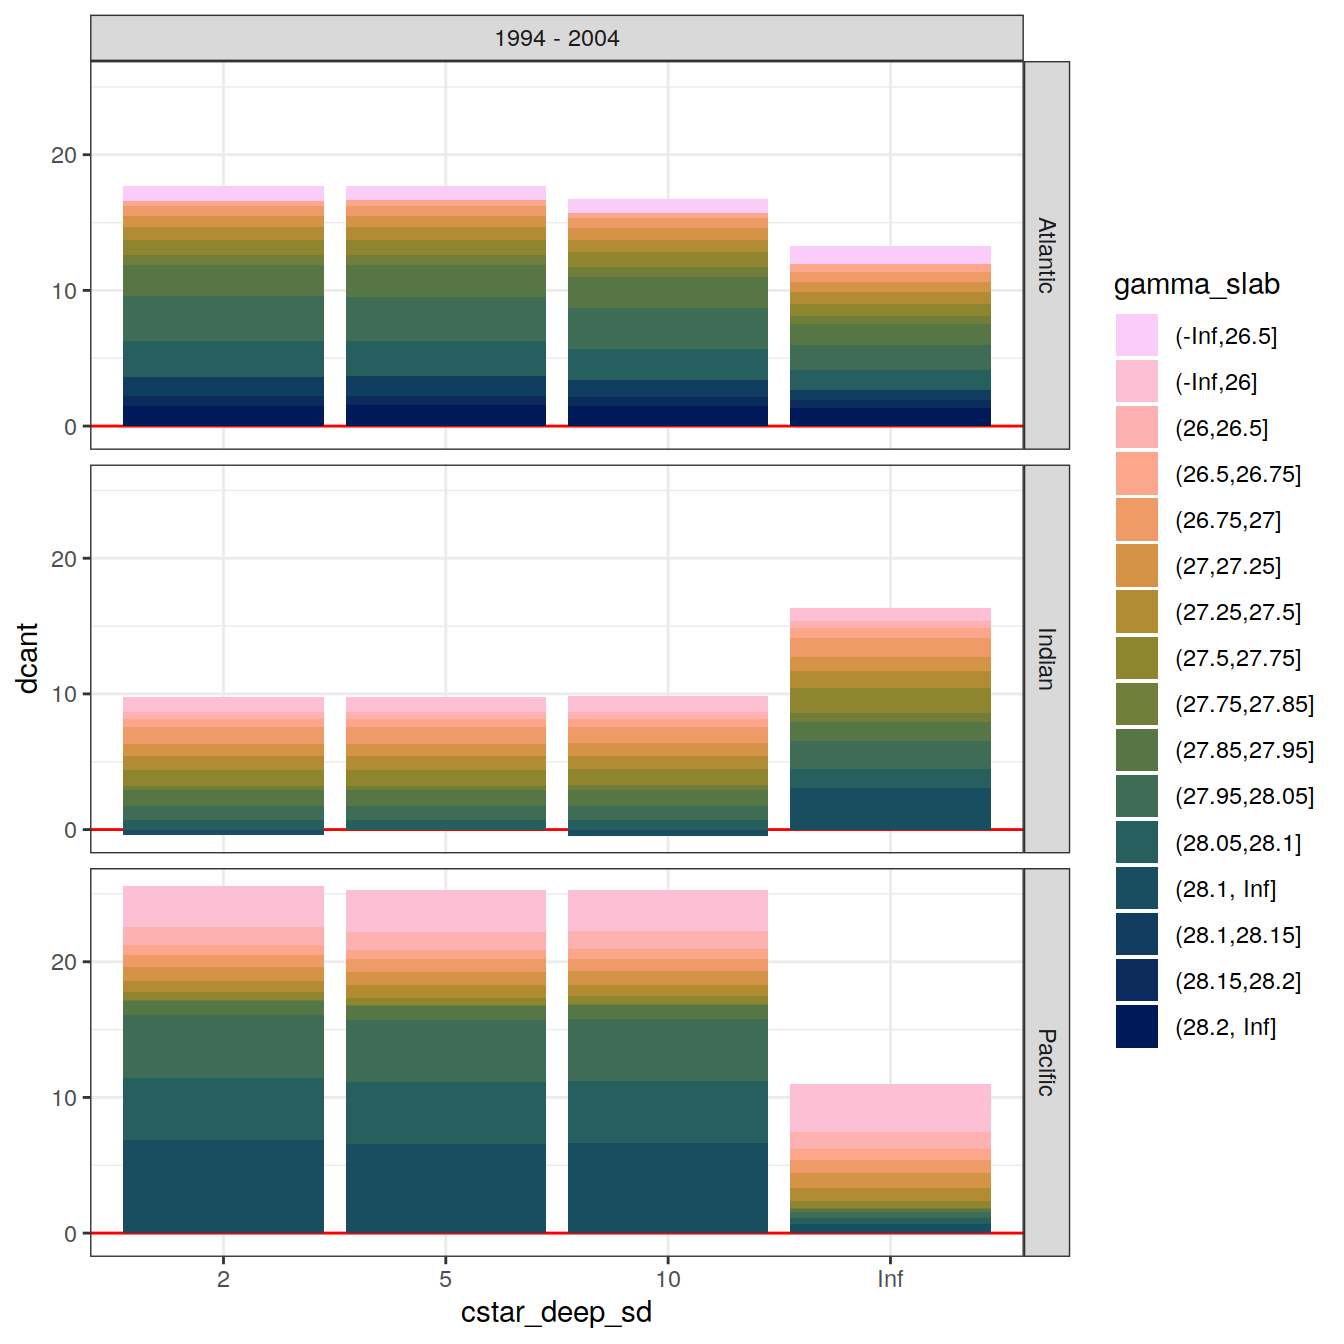 1994 - 2004
20
10
0
Atlantic
20
10
0
Indian
20
10
0
Pacific
dcant
2
5
10
Inf
cstar_deep_sd
gamma_slab
(-Inf,26.5]
(-Inf,26]
(26,26.5]
(26.5,26.75]
(26.75,27]
(27,27.25]
(27.25,27.5]
(27.5,27.75]
(27.75,27.85]
(27.85,27.95]
(27.95,28.05]
(28.05,28.1]
(28.1, Inf]
(28.1,28.15]
(28.15,28.2]
(28.2, Inf]